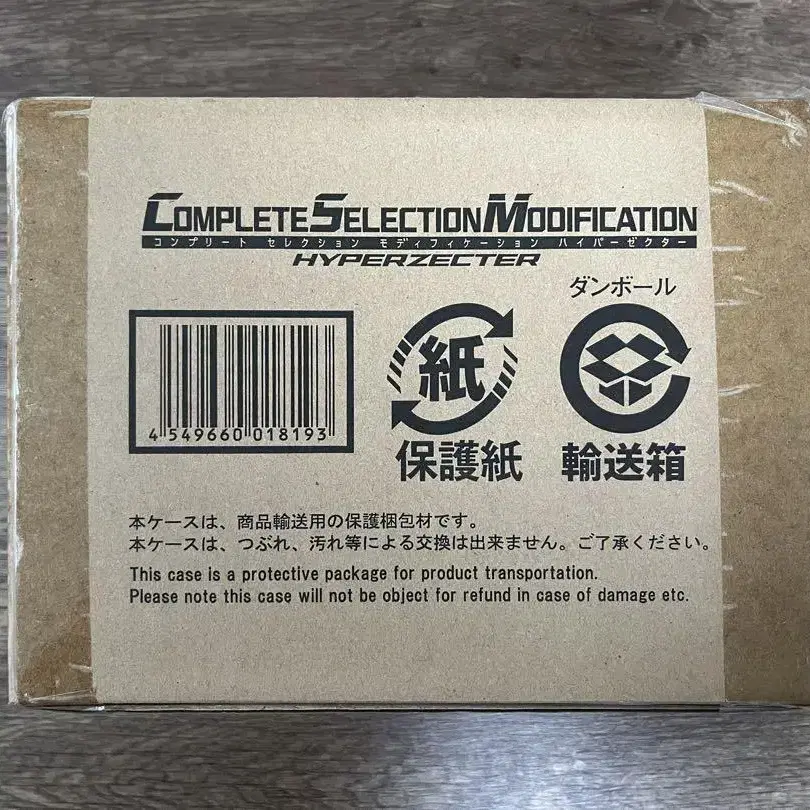 COMPLETE SELECTION MODIFICATION
コンプリート セレクション モディフィケーション ハイパーゼクター
HYPERZECTER
ダンボール
紙
4 549660 018193
保護紙 輸送箱
本ケースは、商品輸送用の保護梱包材です。
本ケースは、つぶれ、汚れ等による交換は出来ません。ご了承ください。
This case is a protective package for product transportation.
Please note this case will not be object for refund in case of damage etc.